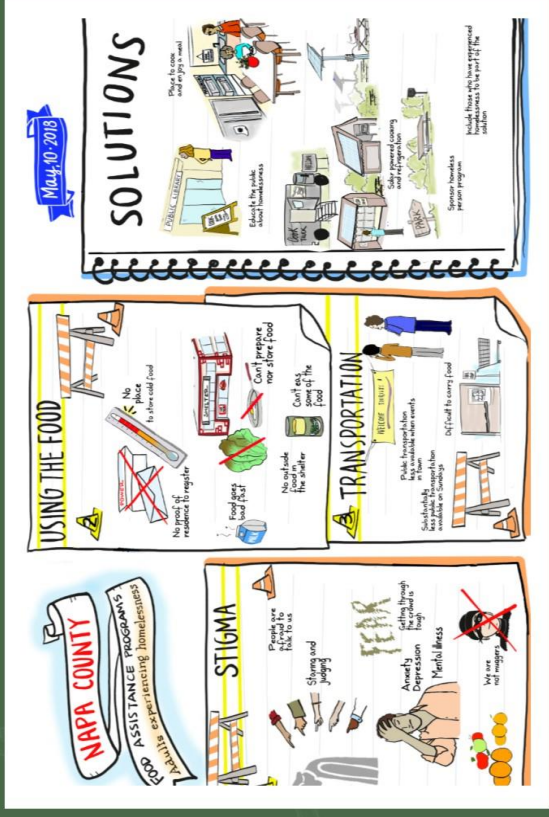 NAPA COUNTY
FOOD ASSISTANCE PROGRAMS
Adults experiencing homelessness
STIGMA
People are
afraid to
talk to us
Staring and
judging
FEAR
Getting through
the crowd is
tough
Anxiety
Depression
Mental illness
We are
not muggers
2
USING THE FOOD
No proof of
residence to register
No
place
to store cold food
Food goes
bad fast
Can't prepare
nor store food
No outside
food in
the shelter
Can't eat
some of the
food
3
TRANSPORTATION
Substantially
less public transportation
available on Sundays
Public transportation
less available when events
in town
WELCOME TOURISTS!
Difficult to carry food
May, 10 · 2018
SOLUTIONS
PUBLIC LIBRARY
Educate the public
about homelessness
Place to cook
and enjoy a meal
PARK
Solar powered cooking
and refrigeration
Sponsor homeless
person program
Include those who have experienced
homelessness to be part of the
solution